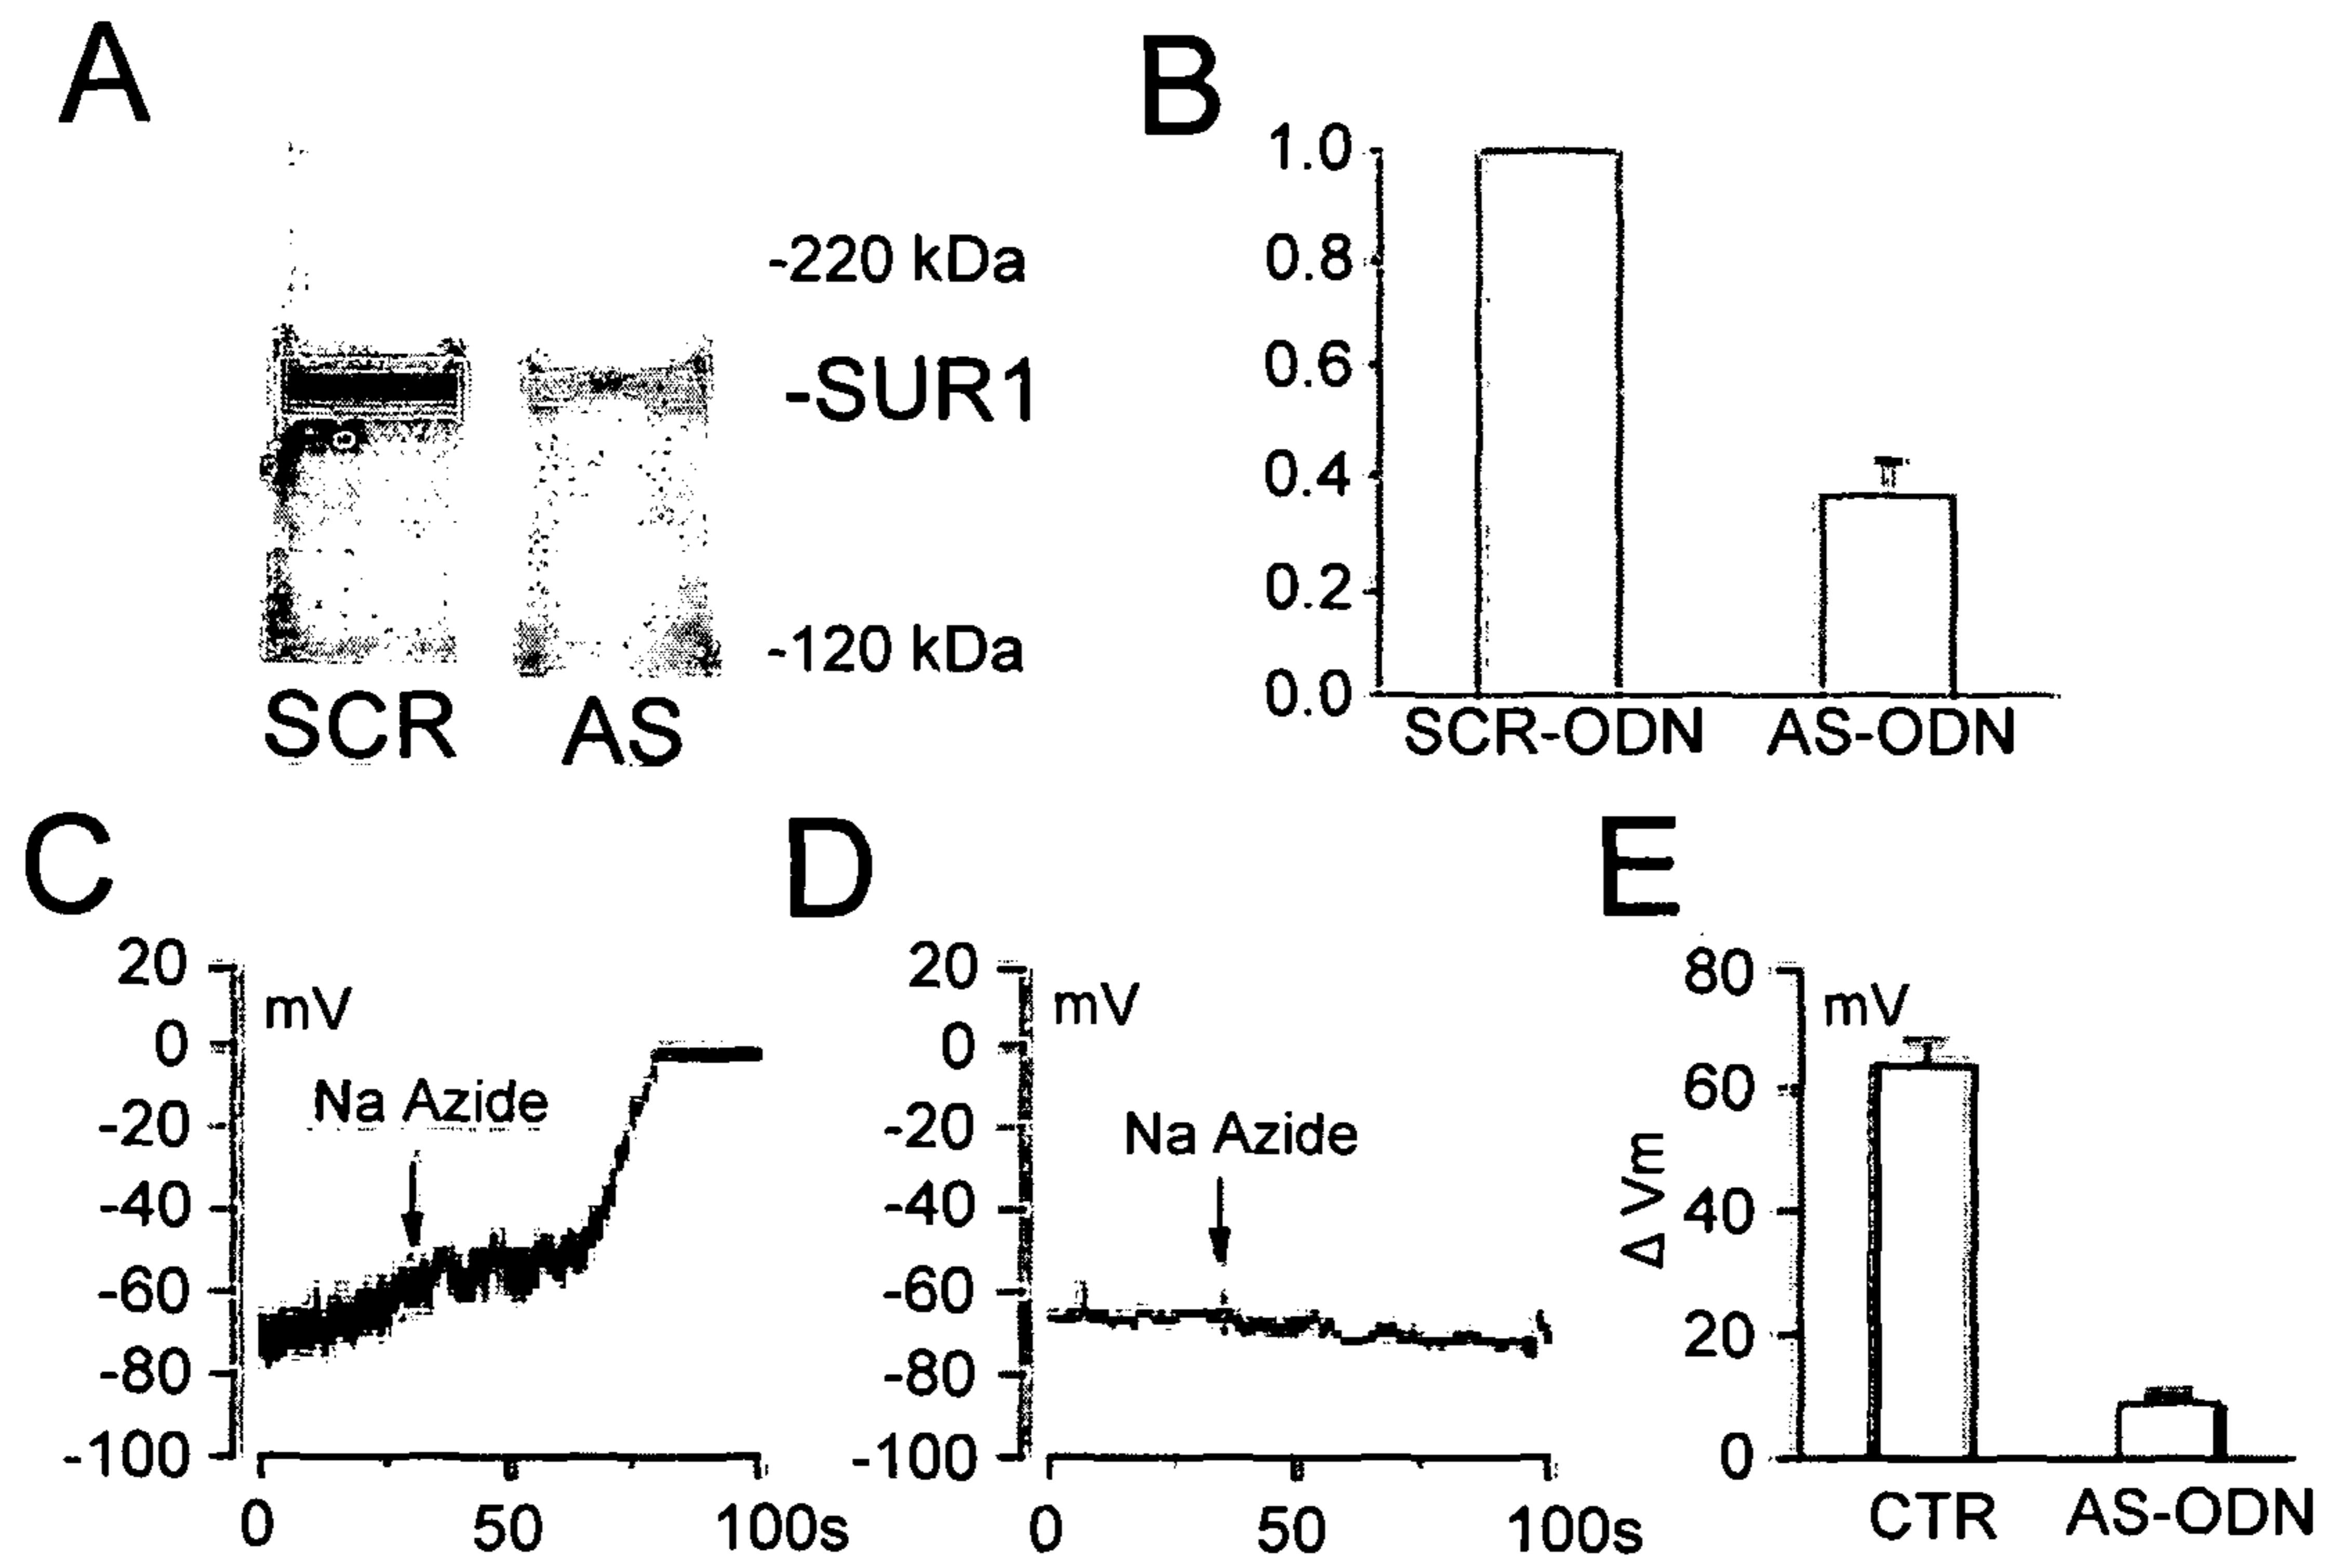 A
-220 kDa
-SUR1
-120 kDa
SCR AS
B
1.0
0.8
0.6
0.4
0.2
0.0
SCR-ODN AS-ODN
C
20
0
-20
-40
-60
-80
-100
mV
Na Azide
0 50 100s
D
20
0
-20
-40
-60
-80
-100
mV
Na Azide
0 50 100s
E
80
60
40
20
0
mV
Δ Vm
CTR AS-ODN